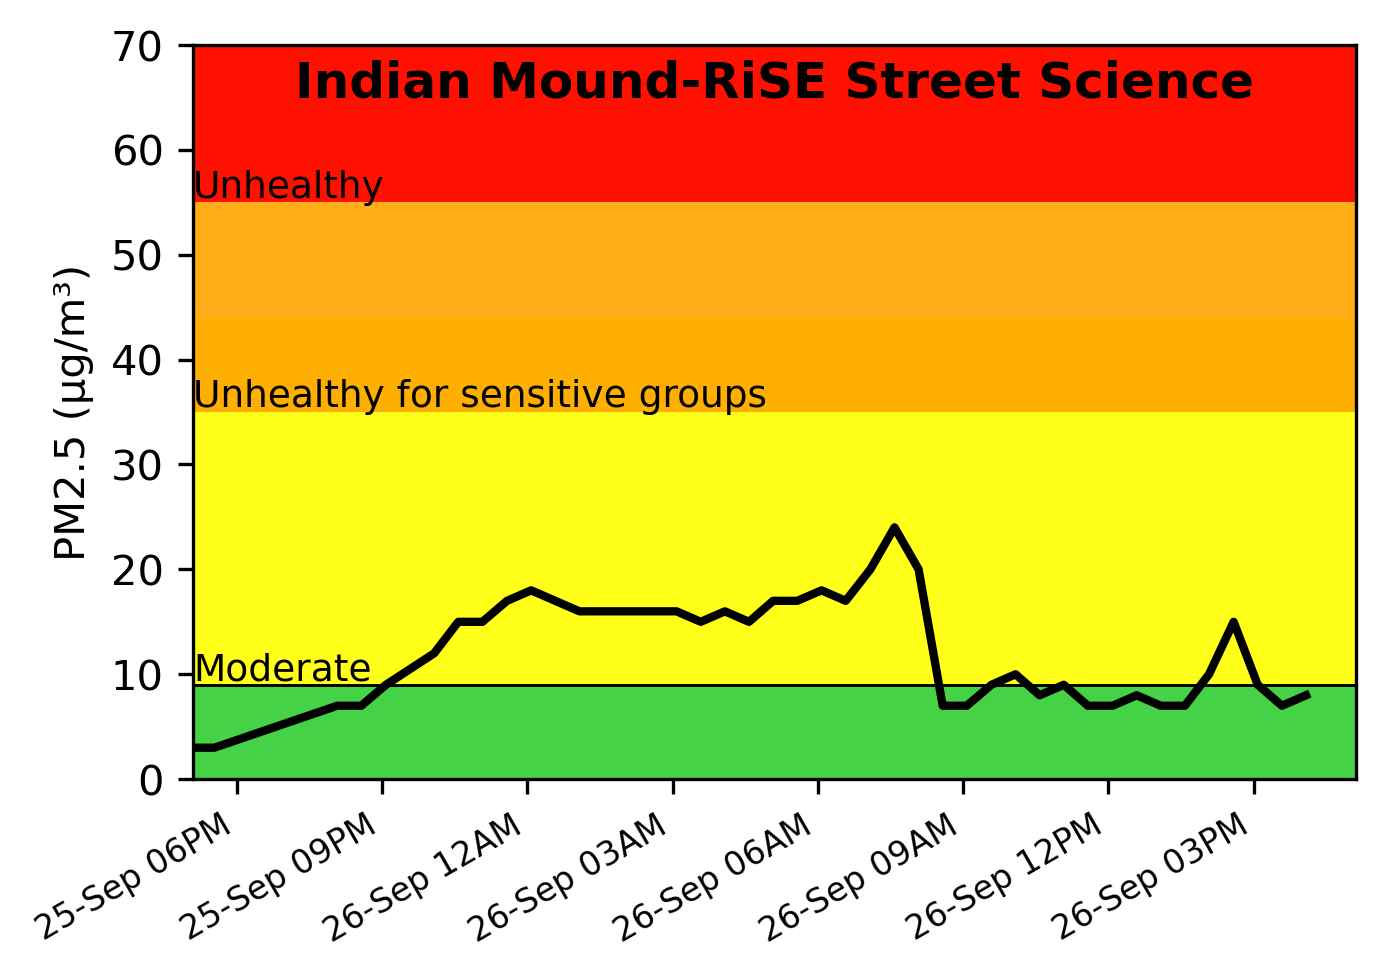 Indian Mound-RiSE Street Science
PM2.5 (μg/m³)
70
60
50
40
30
20
10
0
Unhealthy
Unhealthy for sensitive groups
Moderate
25-Sep 06PM
25-Sep 09PM
26-Sep 12AM
26-Sep 03AM
26-Sep 06AM
26-Sep 09AM
26-Sep 12PM
26-Sep 03PM